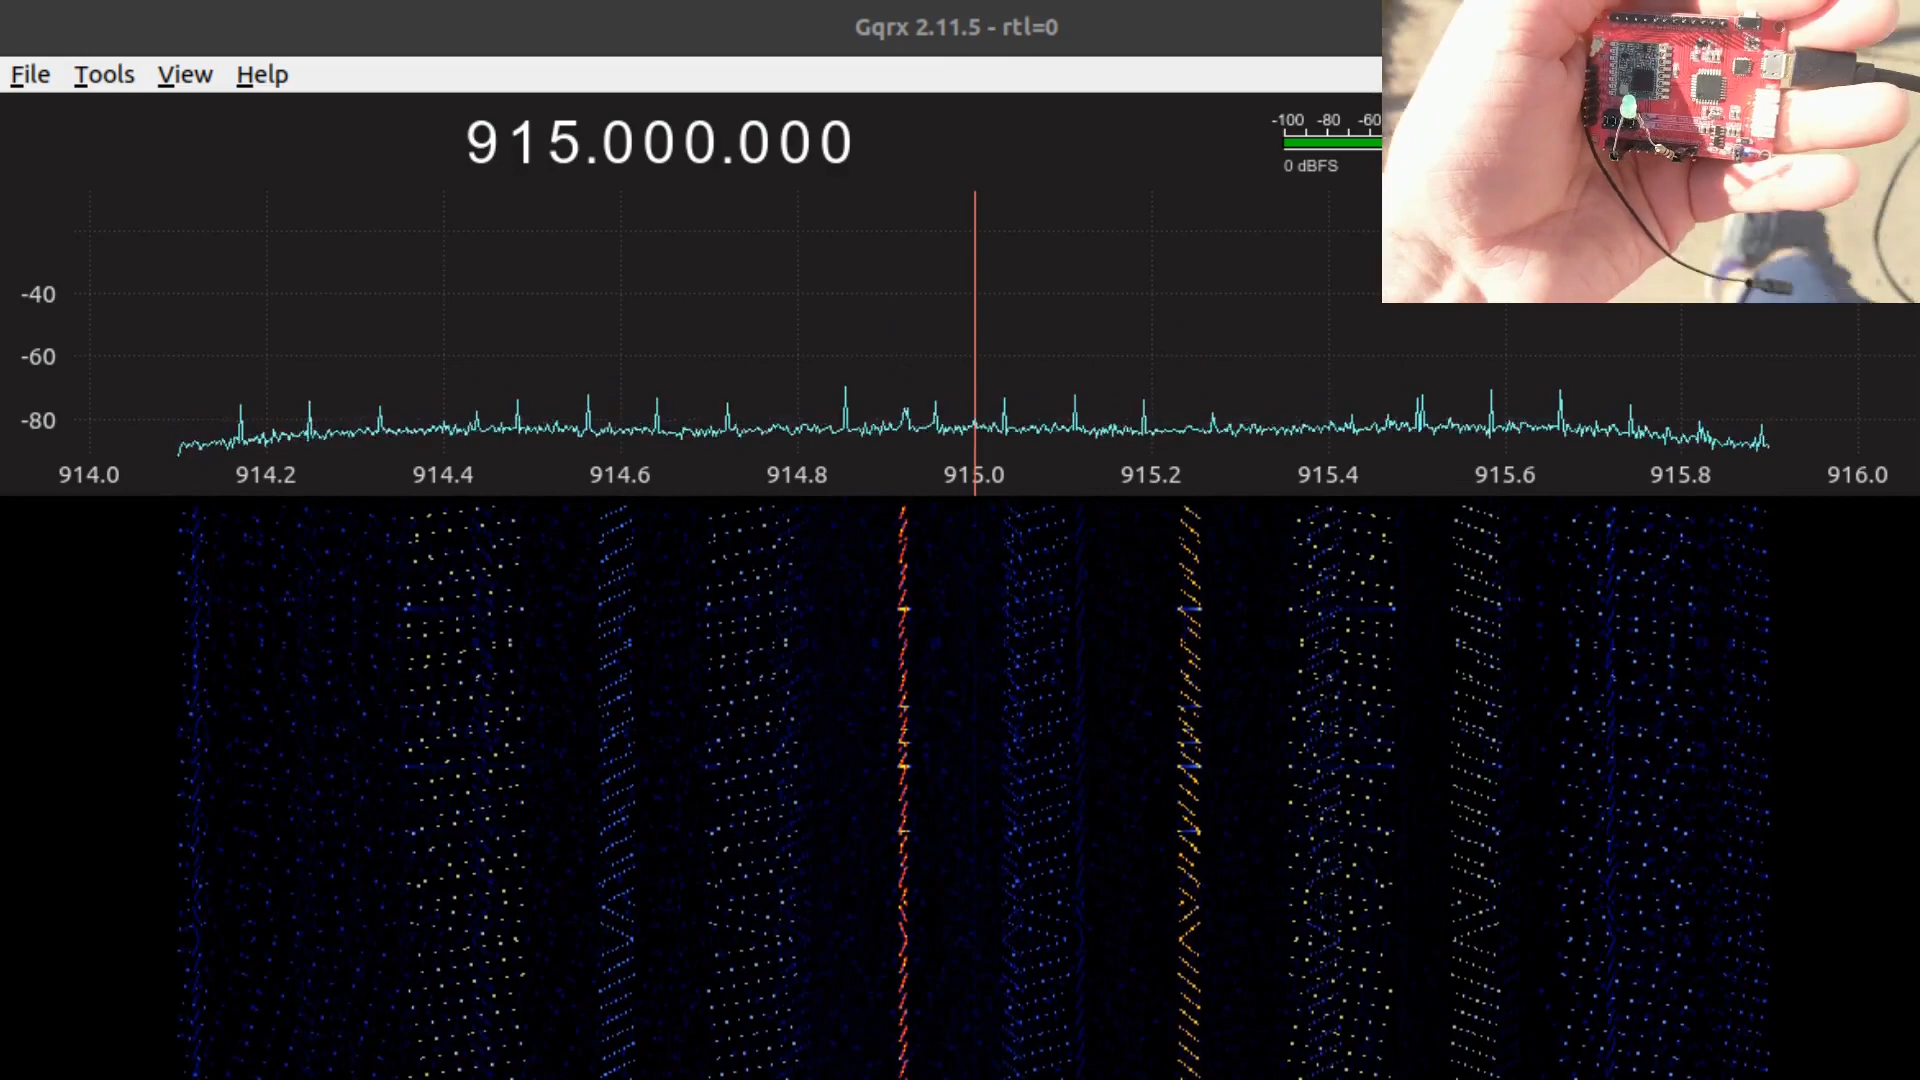 Gqrx 2.11.5 - rtl=0
File Tools View Help
915.000.000
-100 -80 -60
0 dBFS
-40
-60
-80
914.0 914.2 914.4 914.6 914.8 915.0 915.2 915.4 915.6 915.8 916.0